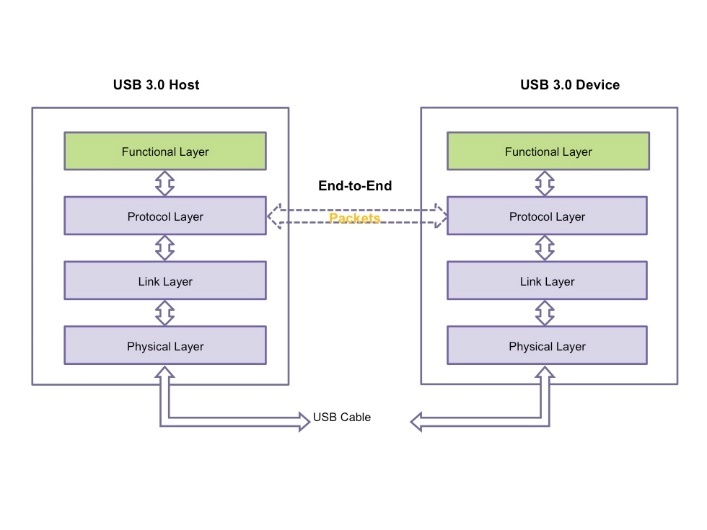 USB 3.0 Host
USB 3.0 Device
Functional Layer
Functional Layer
End-to-End
Protocol Layer
Packets
Protocol Layer
Link Layer
Link Layer
Physical Layer
Physical Layer
USB Cable